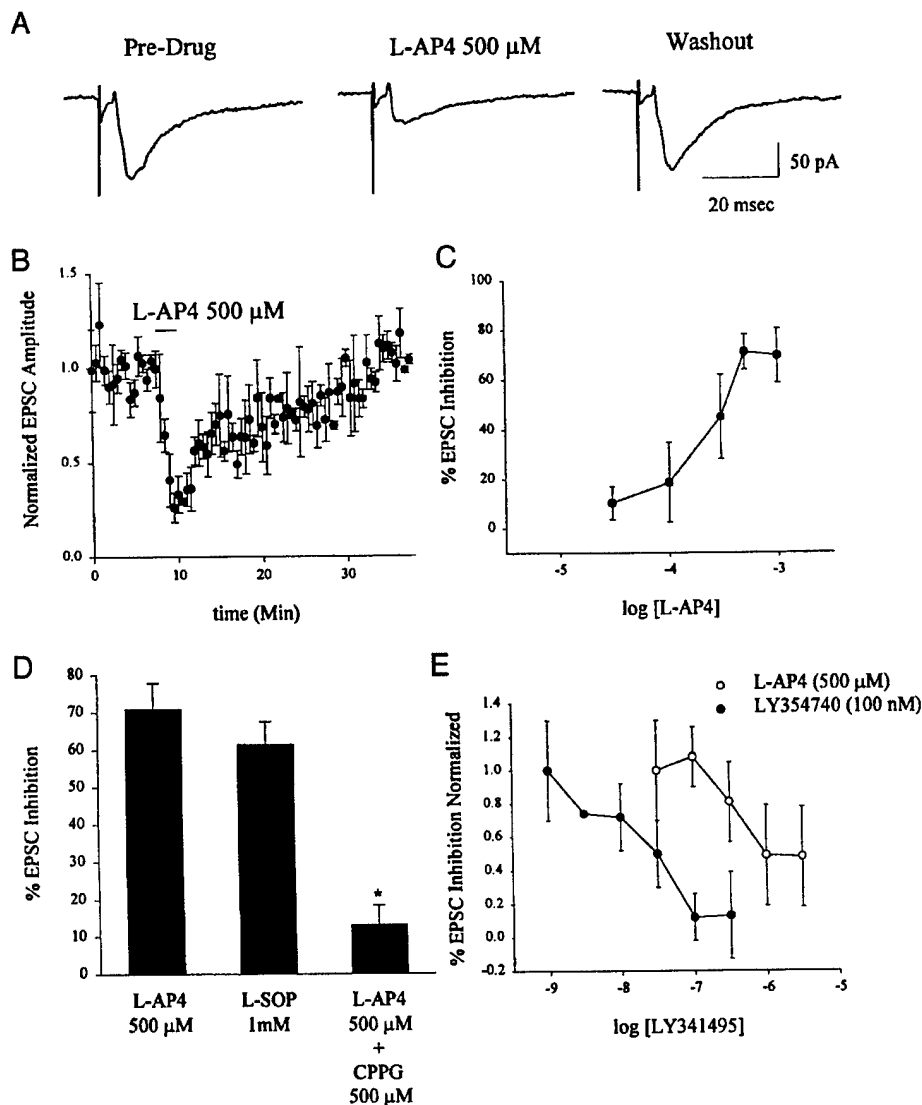 A
Pre-Drug
L-AP4 500 μM
Washout
50 pA
20 msec
B
Normalized EPSC Amplitude
1.5
1.0
0.5
0.0
L-AP4 500 μM
0
10
20
30
time (Min)
C
% EPSC Inhibition
100
80
60
40
20
0
-5
-4
-3
log [L-AP4]
D
% EPSC Inhibition
80
70
60
50
40
30
20
10
0
*
L-AP4
500 μM
L-SOP
1mM
L-AP4
500 μM
+
CPPG
500 μM
E
L-AP4 (500 μM)
LY354740 (100 nM)
% EPSC Inhibition Normalized
1.4
1.2
1.0
0.8
0.6
0.4
0.2
0.0
-0.2
-9
-8
-7
-6
-5
log [LY341495]